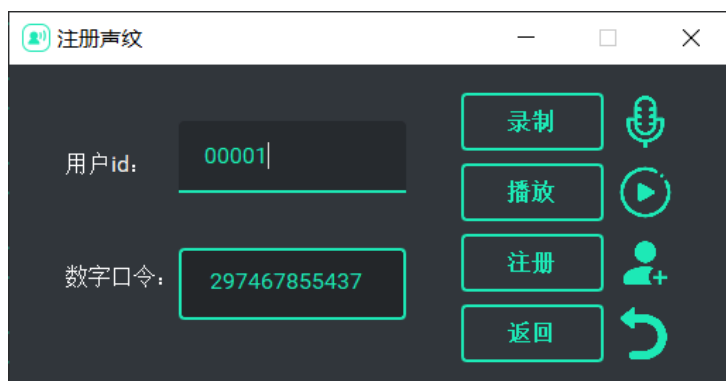 注册声纹
用户id：
00001
数字口令：
297467855437
录制
播放
注册
返回